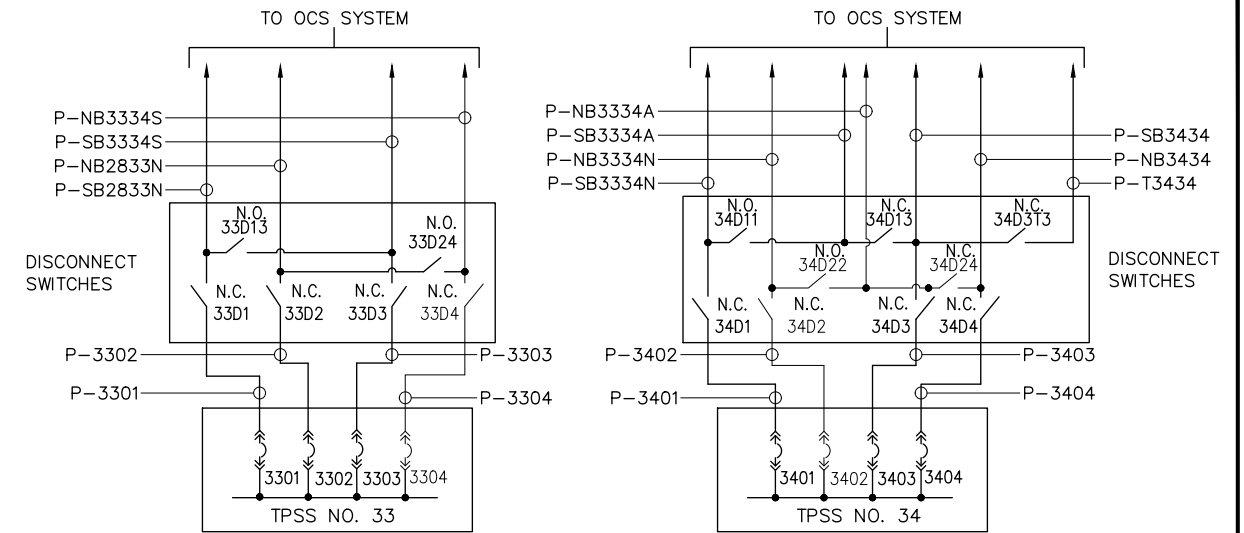 TO OCS SYSTEM
P-NB3334S
P-SB3334S
P-NB2833N
P-SB2833N
N.O.
33D13
N.O.
33D24
DISCONNECT
SWITCHES
N.C.
33D1
N.C.
33D2
N.C.
33D3
N.C.
33D4
P-3302
P-3303
P-3301
P-3304
3301
3302
3303
3304
TPSS NO. 33
TO OCS SYSTEM
P-NB3334A
P-SB3334A
P-NB3334N
P-SB3334N
P-SB3434
P-NB3434
P-T3434
N.O.
34D11
N.C.
34D13
N.C.
34D3T3
N.O.
34D22
N.C.
34D24
DISCONNECT
SWITCHES
N.C.
34D1
N.C.
34D2
N.C.
34D3
N.C.
34D4
P-3402
P-3403
P-3401
P-3404
3401
3402
3403
3404
TPSS NO. 34